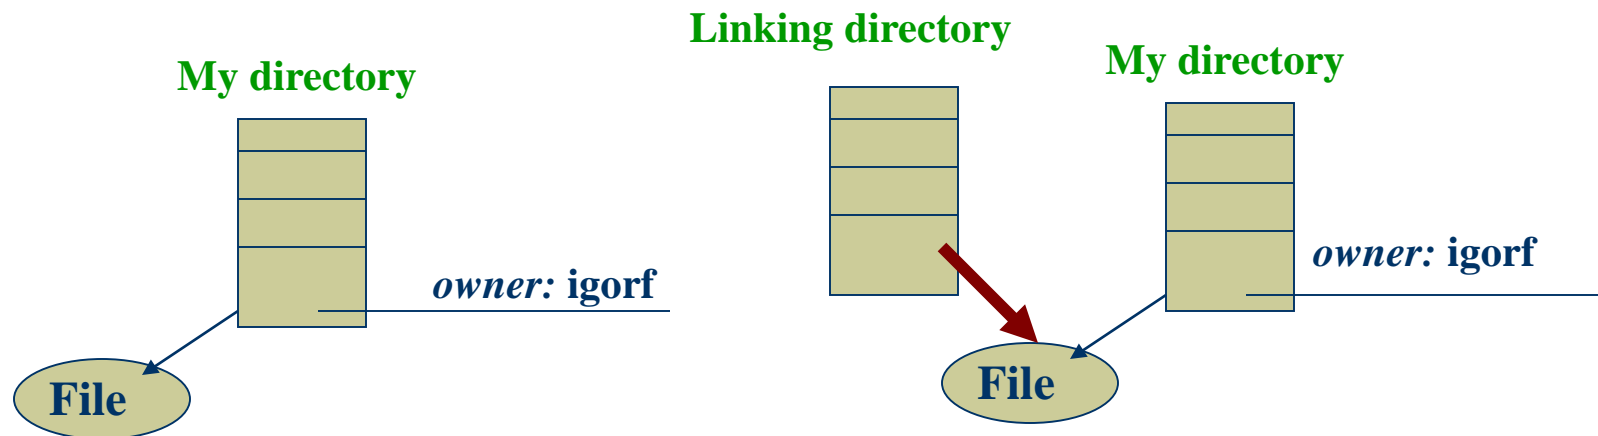 My directory
owner: igorf
File
Linking directory
My directory
owner: igorf
File